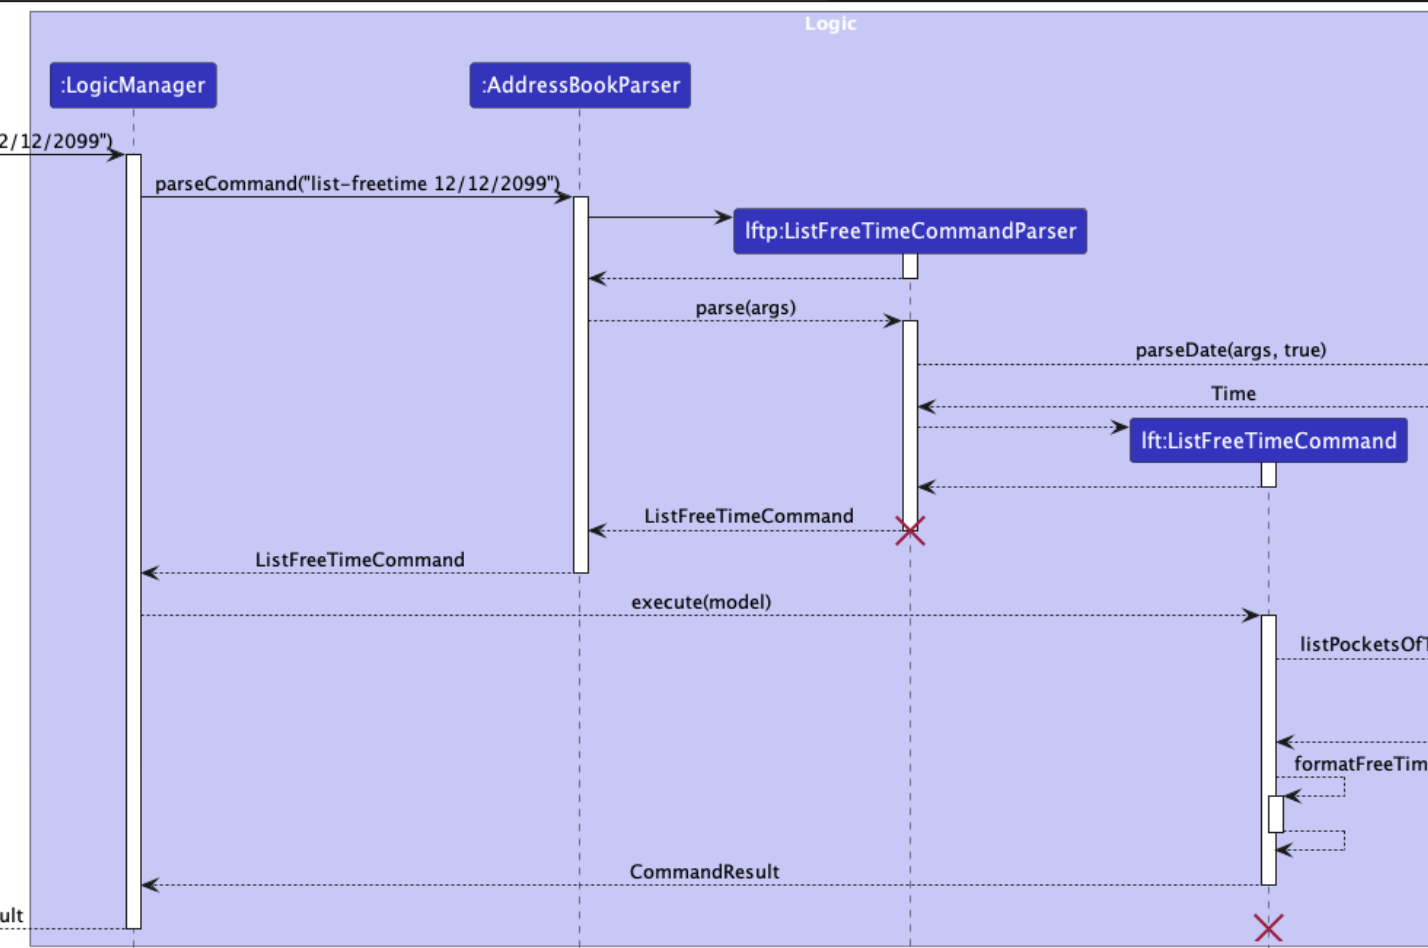 Logic
:LogicManager
:AddressBookParser
2/12/2099")
parseCommand("list-freetime 12/12/2099")
lftp:ListFreeTimeCommandParser
parse(args)
parseDate(args, true)
Time
lft:ListFreeTimeCommand
ListFreeTimeCommand
ListFreeTimeCommand
execute(model)
listPocketsOf
formatFreeTim
CommandResult
ult